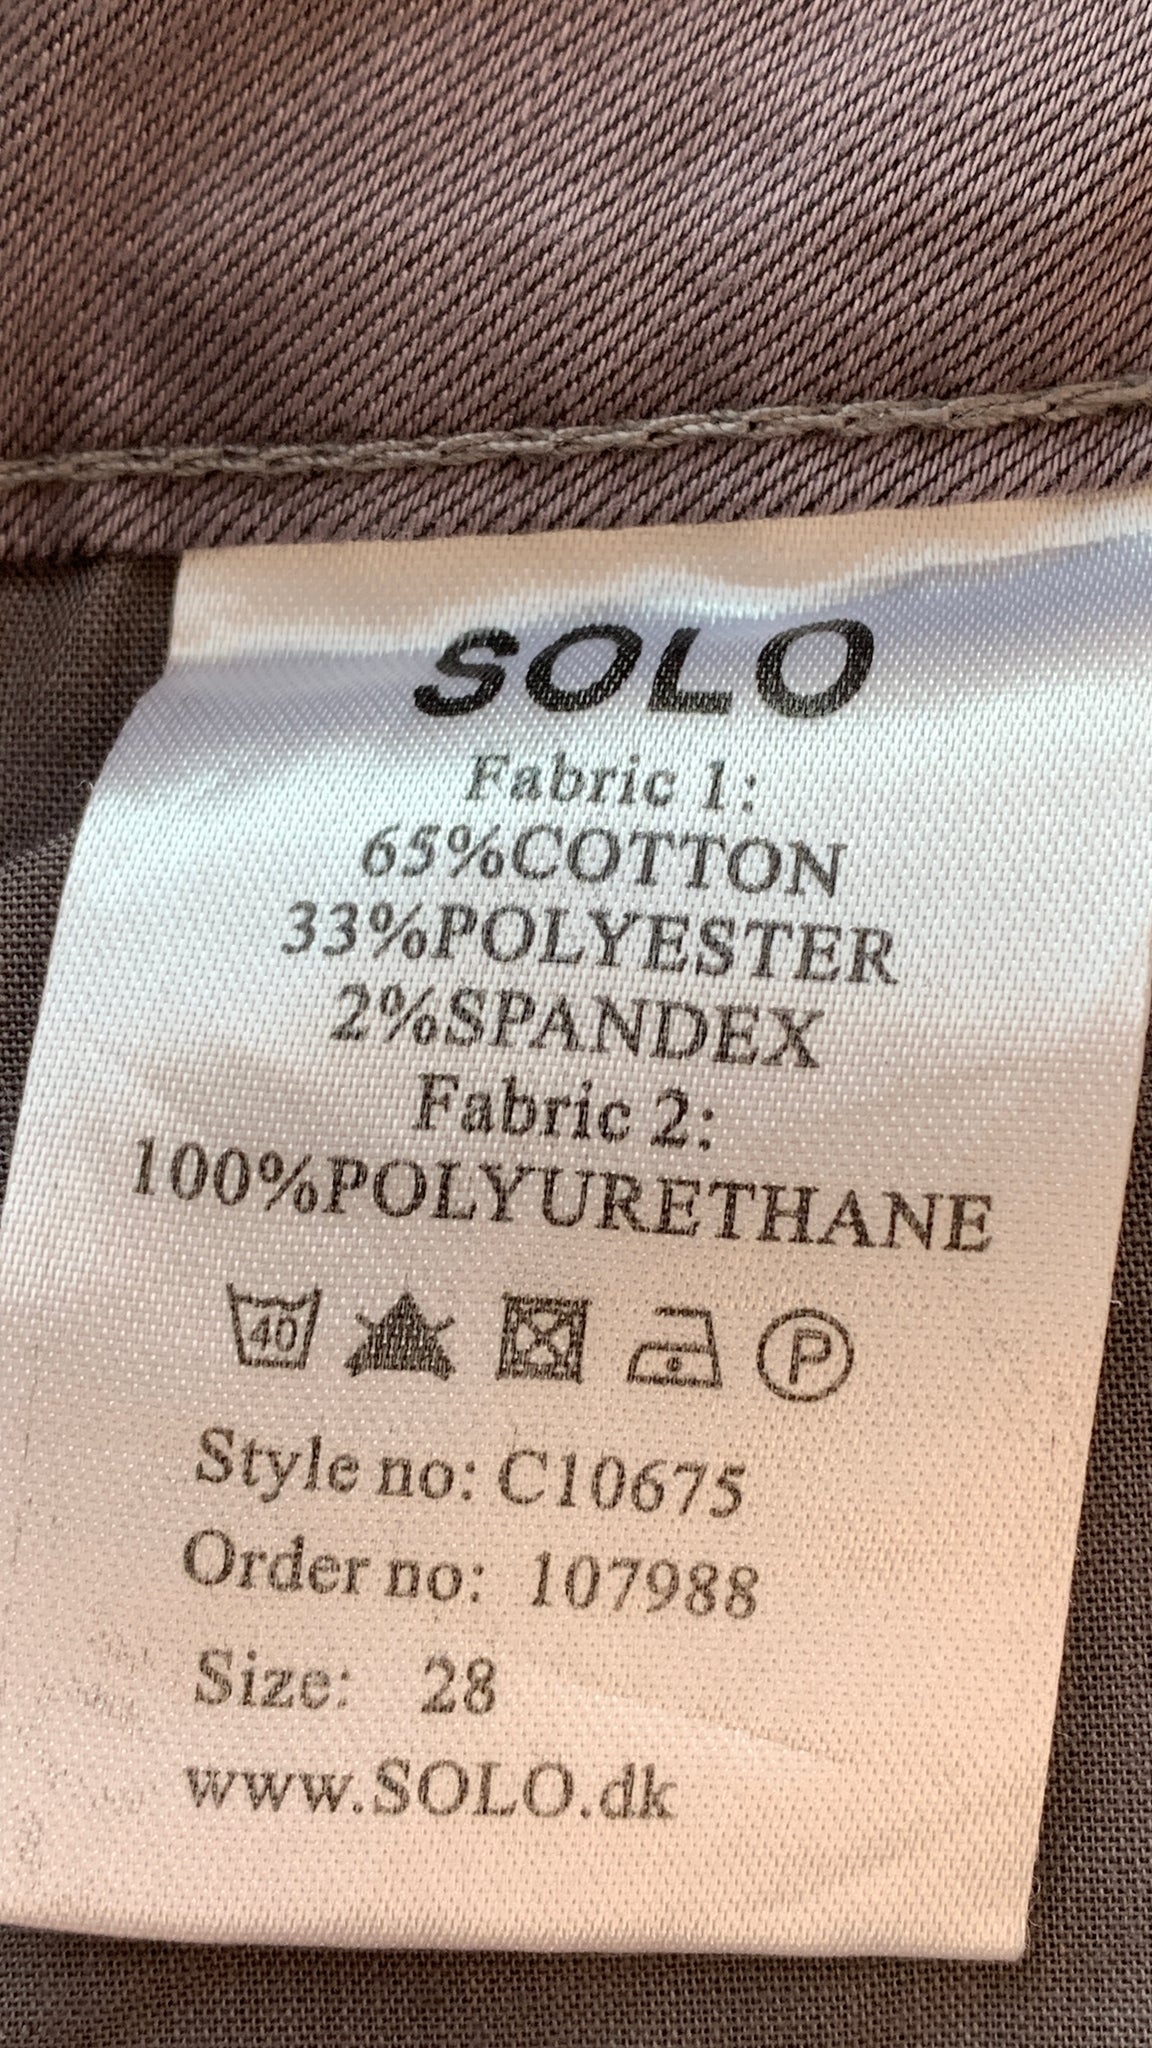 SOLO
Fabric 1:
65%COTTON
33%POLYESTER
2%SPANDEX
Fabric 2:
100%POLYURETHANE
40 P
Style no: C10675
Order no: 107988
Size: 28
www.SOLO.dk